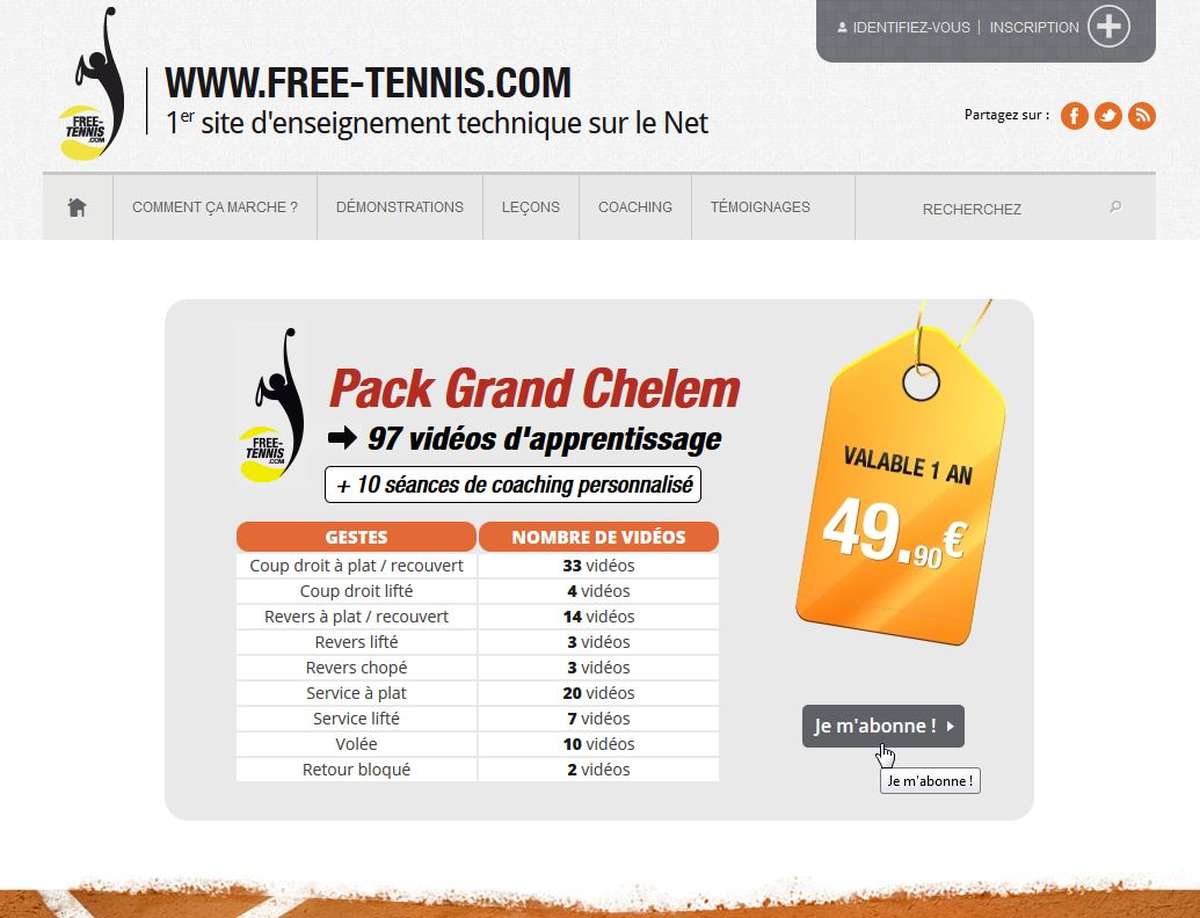 IDENTIFIEZ-VOUS | INSCRIPTION
FREE-
TENNIS
.COM
WWW.FREE-TENNIS.COM
1er site d'enseignement technique sur le Net
Partagez sur :
COMMENT ÇA MARCHE ? DÉMONSTRATIONS LEÇONS COACHING TÉMOIGNAGES RECHERCHEZ
FREE-
TENNIS
.COM
Pack Grand Chelem
97 vidéos d'apprentissage
+ 10 séances de coaching personnalisé
VALABLE 1 AN
49.90€
GESTES NOMBRE DE VIDÉOS
Coup droit à plat / recouvert 33 vidéos
Coup droit lifté 4 vidéos
Revers à plat / recouvert 14 vidéos
Revers lifté 3 vidéos
Revers chopé 3 vidéos
Service à plat 20 vidéos
Service lifté 7 vidéos
Volée 10 vidéos
Retour bloqué 2 vidéos
Je m'abonne !
Je m'abonne !